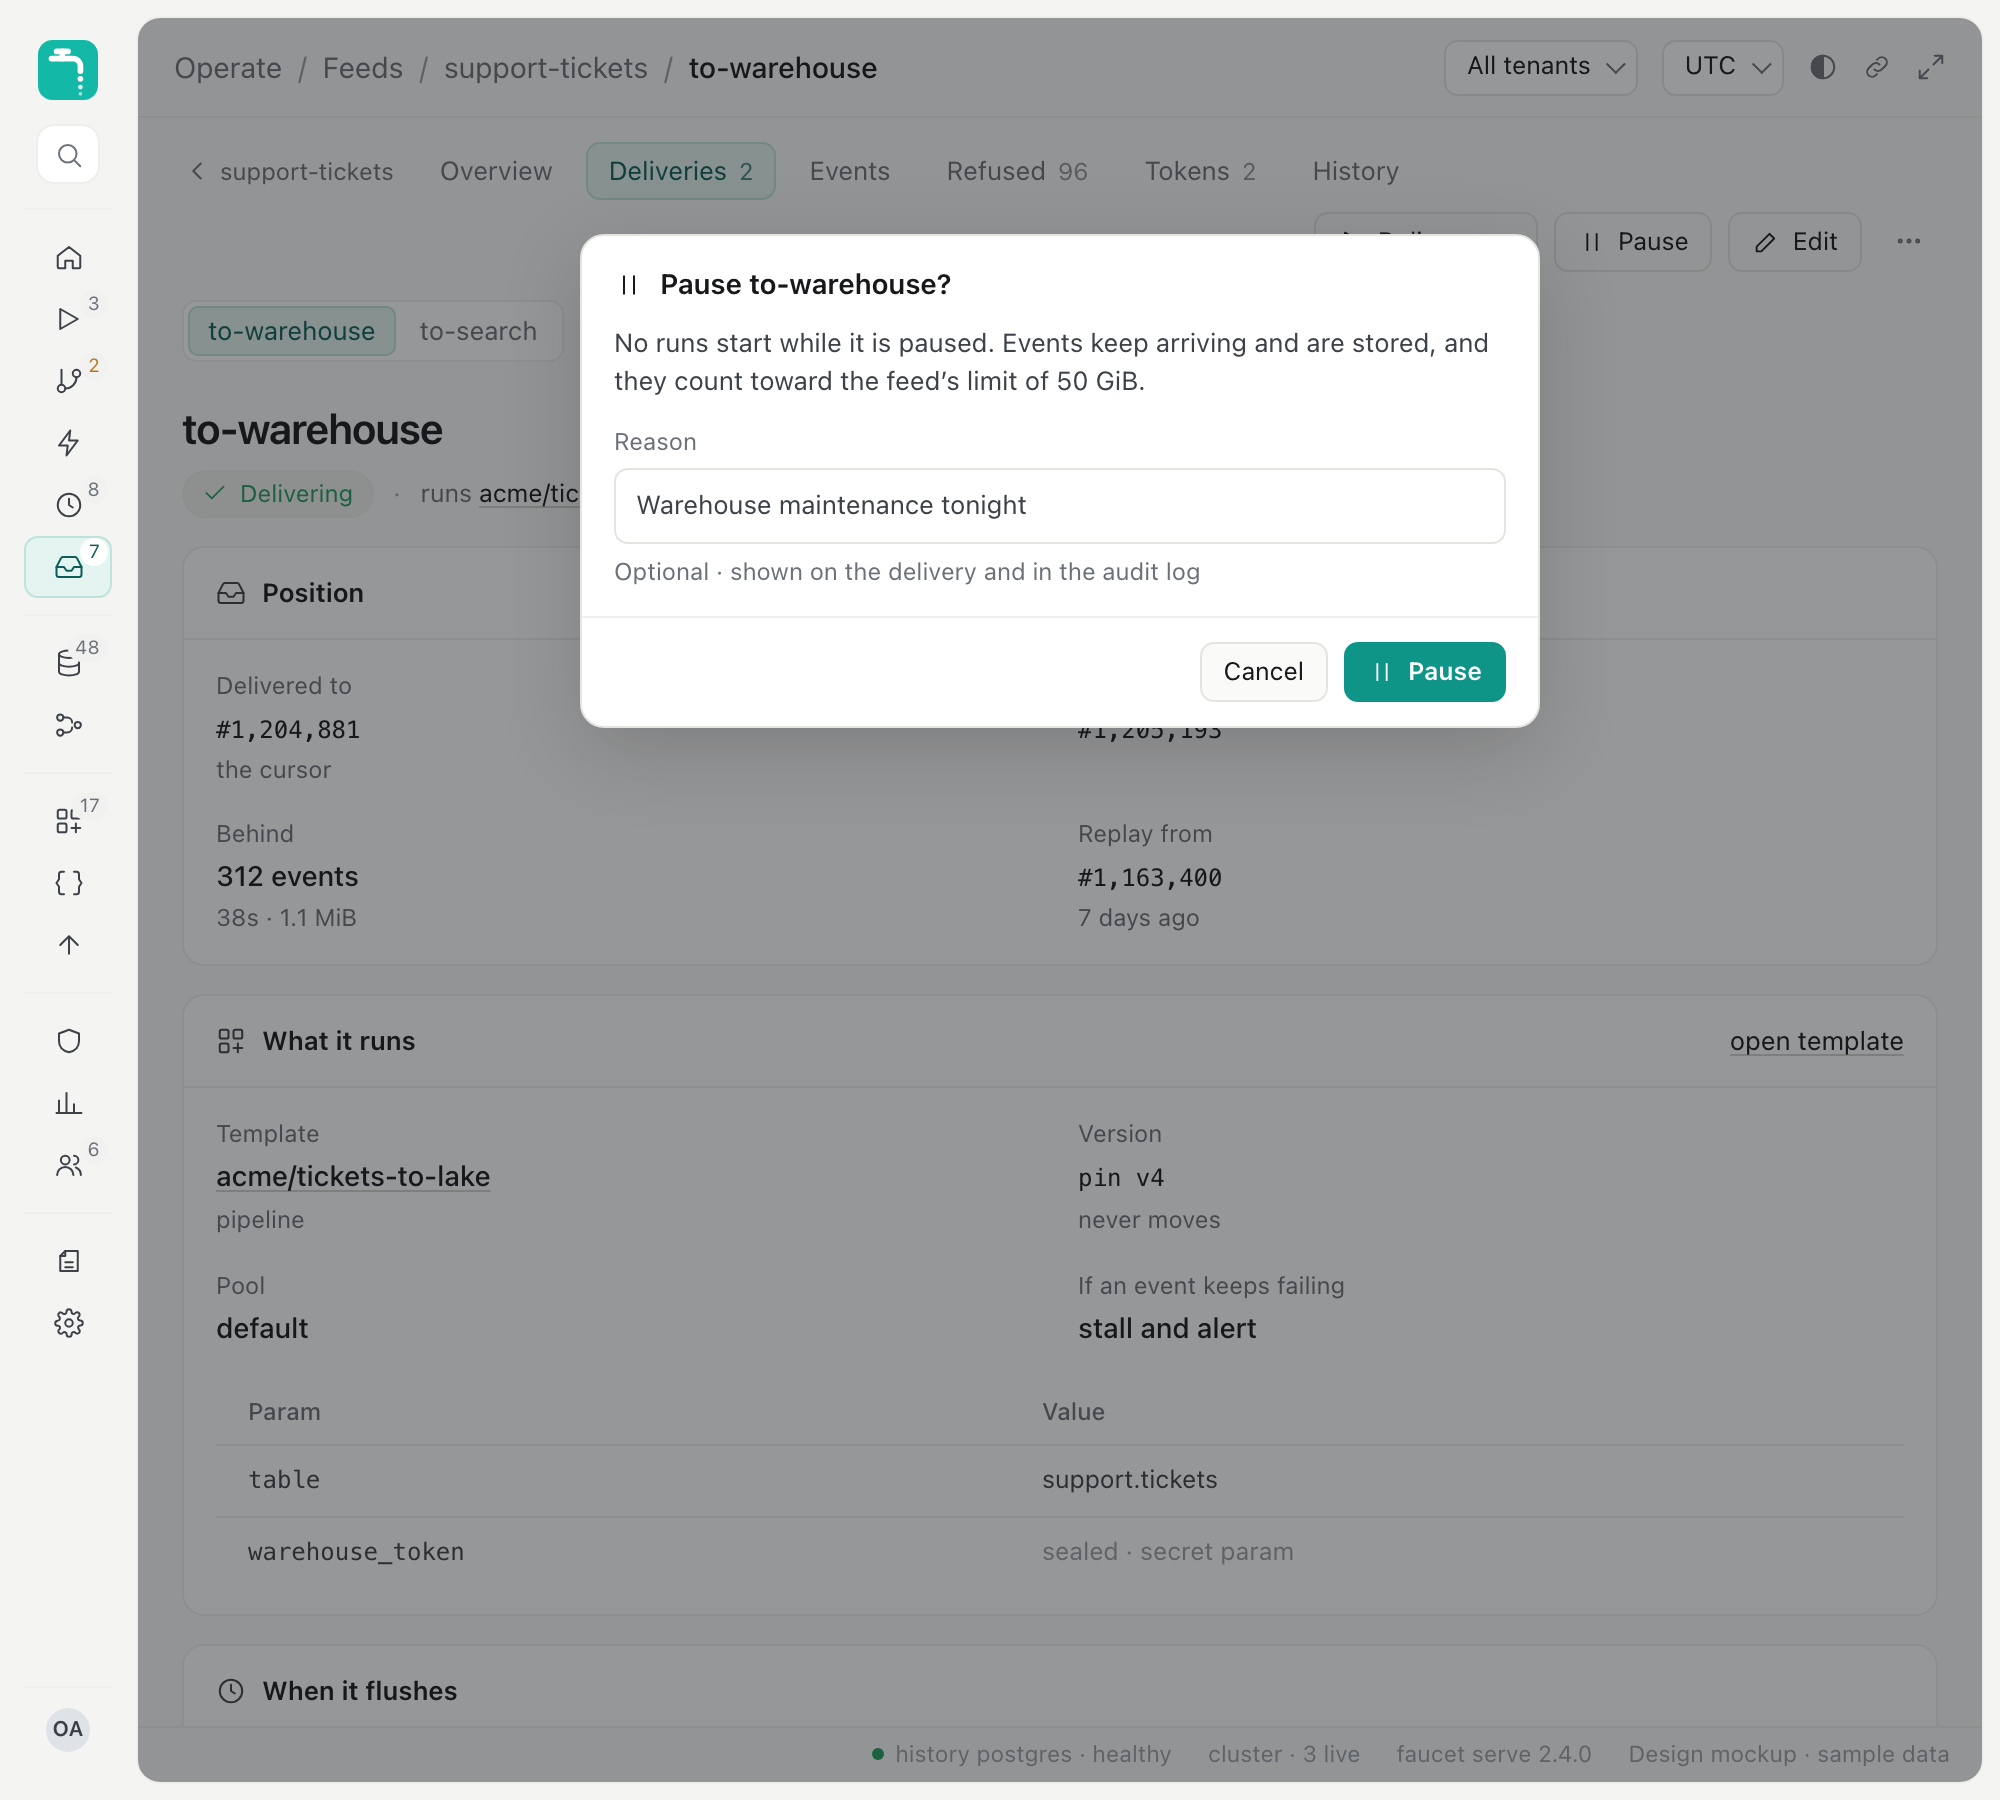 Operate / Feeds / support-tickets / to-warehouse
All tenants
UTC
support-tickets
Overview
Deliveries 2
Events
Refused 96
Tokens 2
History
Pause
Edit
to-warehouse
to-search
to-warehouse
Delivering · runs acme/tic
Pause to-warehouse?
No runs start while it is paused. Events keep arriving and are stored, and
they count toward the feed’s limit of 50 GiB.
Reason
Warehouse maintenance tonight
Optional · shown on the delivery and in the audit log
Cancel
Pause
Position
Delivered to
#1,204,881
the cursor
#1,205,193
Behind
312 events
38s · 1.1 MiB
Replay from
#1,163,400
7 days ago
What it runs
open template
Template
acme/tickets-to-lake
pipeline
Version
pin v4
never moves
Pool
default
If an event keeps failing
stall and alert
Param Value
table support.tickets
warehouse_token sealed · secret param
When it flushes
history postgres · healthy
cluster · 3 live
faucet serve 2.4.0
Design mockup · sample data
3
2
8
7
48
17
6
OA